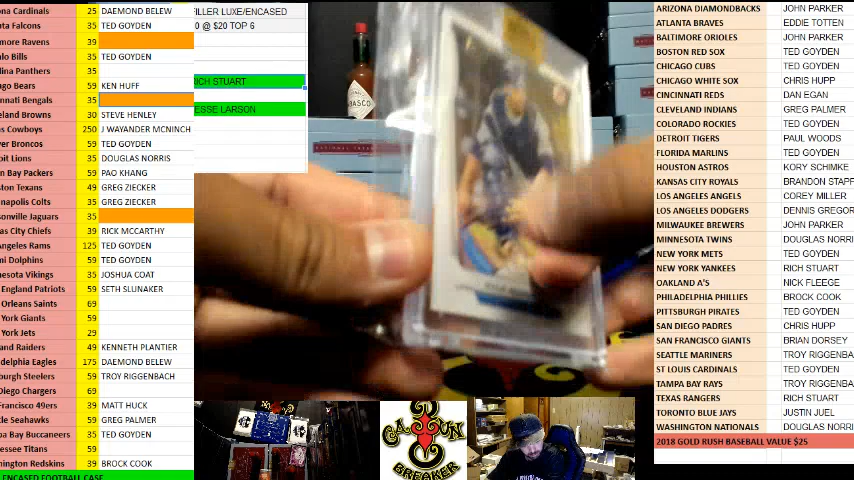 na Cardinals 25 DAEMOND BELEW
nta Falcons 35 TED GOYDEN
more Ravens 39
lo Bills 35 TED GOYDEN
lina Panthers 35
ago Bears 59 KEN HUFF
innati Bengals 35
eland Browns 30 STEVE HENLEY
s Cowboys 250 J WAYANDER MCNINCH
ver Broncos 59 TED GOYDEN
oit Lions 35 DOUGLAS NORRIS
n Bay Packers 59 PAO KHANG
ston Texans 49 GREG ZIECKER
napolis Colts 35 GREG ZIECKER
sonville Jaguars 35
as City Chiefs 39 RICK MCCARTHY
Angeles Rams 125 TED GOYDEN
mi Dolphins 59 TED GOYDEN
nesota Vikings 35 JOSHUA COAT
England Patriots 59 SETH SLUNAKER
Orleans Saints 69
York Giants 59
York Jets 29
and Raiders 49 KENNETH PLANTIER
adelphia Eagles 175 DAEMOND BELEW
burgh Steelers 59 TROY RIGGENBACH
Diego Chargers 69
Francisco 49ers 39 MATT HUCK
tle Seahawks 59 GREG PALMER
pa Bay Buccaneers 35 TED GOYDEN
essee Titans 59
hington Redskins 39 BROCK COOK
ENCASED FOOTBALL CASE
ILLER LUXE/ENCASED
0 @ $20 TOP 6
RICH STUART
ESSE LARSON
CAJUN
BREAKER
ARIZONA DIAMONDBACKS JOHN PARKER
ATLANTA BRAVES EDDIE TOTTEN
BALTIMORE ORIOLES JOHN PARKER
BOSTON RED SOX TED GOYDEN
CHICAGO CUBS TED GOYDEN
CHICAGO WHITE SOX CHRIS HUPP
CINCINNATI REDS DAN EGAN
CLEVELAND INDIANS GREG PALMER
COLORADO ROCKIES TED GOYDEN
DETROIT TIGERS PAUL WOODS
FLORIDA MARLINS TED GOYDEN
HOUSTON ASTROS KORY SCHIMKE
KANSAS CITY ROYALS BRANDON STAPF
LOS ANGELES ANGELS COREY MILLER
LOS ANGELES DODGERS DENNIS GREGOR
MILWAUKEE BREWERS JOHN PARKER
MINNESOTA TWINS DOUGLAS NORRI
NEW YORK METS TED GOYDEN
NEW YORK YANKEES RICH STUART
OAKLAND A'S NICK FLEEGE
PHILADELPHIA PHILLIES BROCK COOK
PITTSBURGH PIRATES TED GOYDEN
SAN DIEGO PADRES CHRIS HUPP
SAN FRANCISCO GIANTS BRIAN DORSEY
SEATTLE MARINERS TROY RIGGENBA
ST LOUIS CARDINALS TED GOYDEN
TAMPA BAY RAYS TROY RIGGENBA
TEXAS RANGERS RICH STUART
TORONTO BLUE JAYS JUSTIN JUEL
WASHINGTON NATIONALS DOUGLAS NORRI
2018 GOLD RUSH BASEBALL VALUE $25